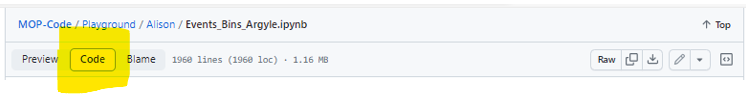 MOP-Code / Playground / Alison / Events_Bins_Argyle.ipynb
↑ Top
Preview Code Blame 1960 lines (1960 loc) · 1.16 MB
Raw